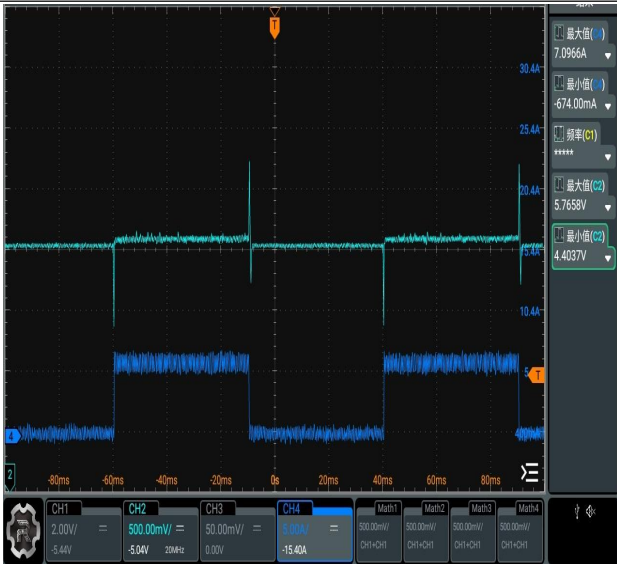 T
最大值(C4)
7.0966A
最小值(C4)
-674.00mA
频率(C1)
*****
最大值(C2)
5.7658V
最小值(C2)
4.4037V
30.4A
25.4A
20.4A
15.4A
10.4A
5.
T
4
2
-80ms -60ms -40ms -20ms 0s 20ms 40ms 60ms 80ms
CH1 CH2 CH3 CH4 Math1 Math2 Math3 Math4
2.00V/ 500.00mV/ 50.00mV/ 5.00A/ 500.00mV/ 500.00mV/ 500.00mV/ 500.00mV/
-5.44V -5.04V 20MHz 0.00V -15.40A CH1+CH1 CH1+CH1 CH1+CH1 CH1+CH1